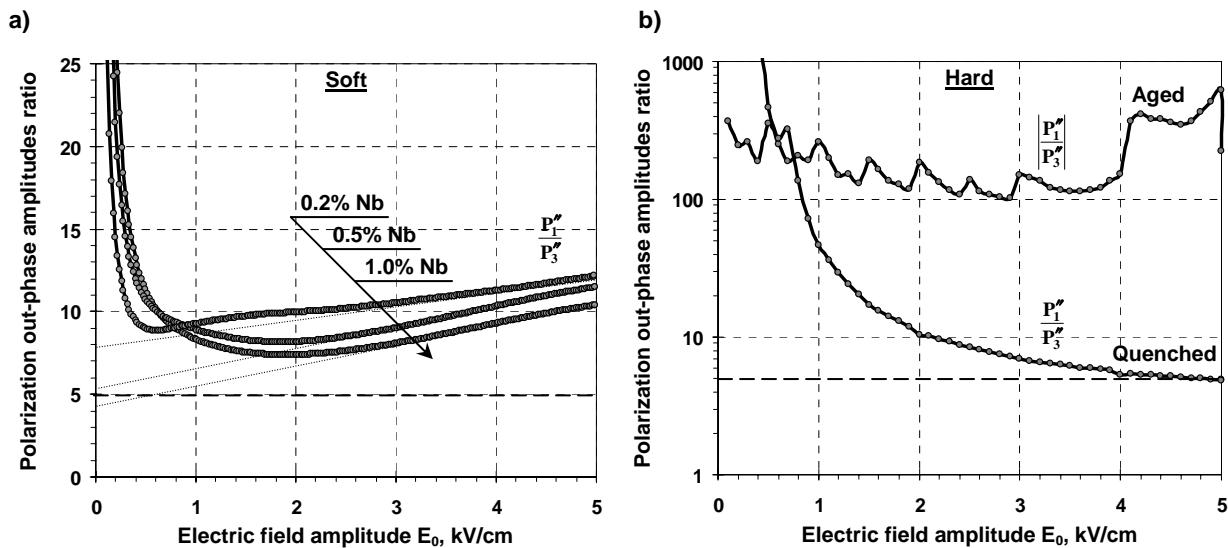 a)
Polarization out-phase amplitudes ratio
25
20
15
10
5
0
Soft
0.2% Nb
0.5% Nb
1.0% Nb
P₁″
P₃″
0 1 2 3 4 5
Electric field amplitude E₀, kV/cm
b)
Polarization out-phase amplitudes ratio
1000
100
10
1
Hard
Aged
|P₁″|
|P₃″|
P₁″
P₃″
Quenched
0 1 2 3 4 5
Electric field amplitude E₀, kV/cm